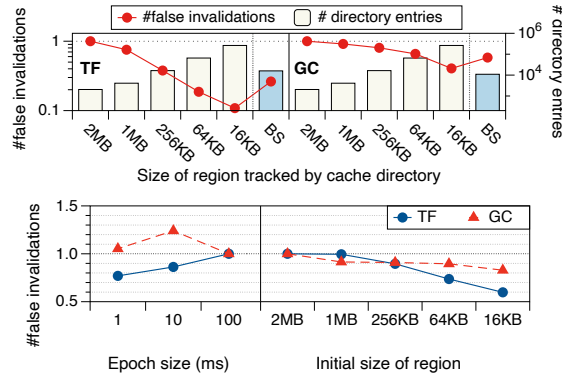 #false invalidations # directory entries
#false invalidations
1
0.1
TF
GC
10^6
10^4
# directory entries
2MB 1MB 256KB 64KB 16KB BS 2MB 1MB 256KB 64KB 16KB BS
Size of region tracked by cache directory
#false invalidations
1.5
1.0
0.5
TF GC
1 10 100 2MB 1MB 256KB 64KB 16KB
Epoch size (ms) Initial size of region